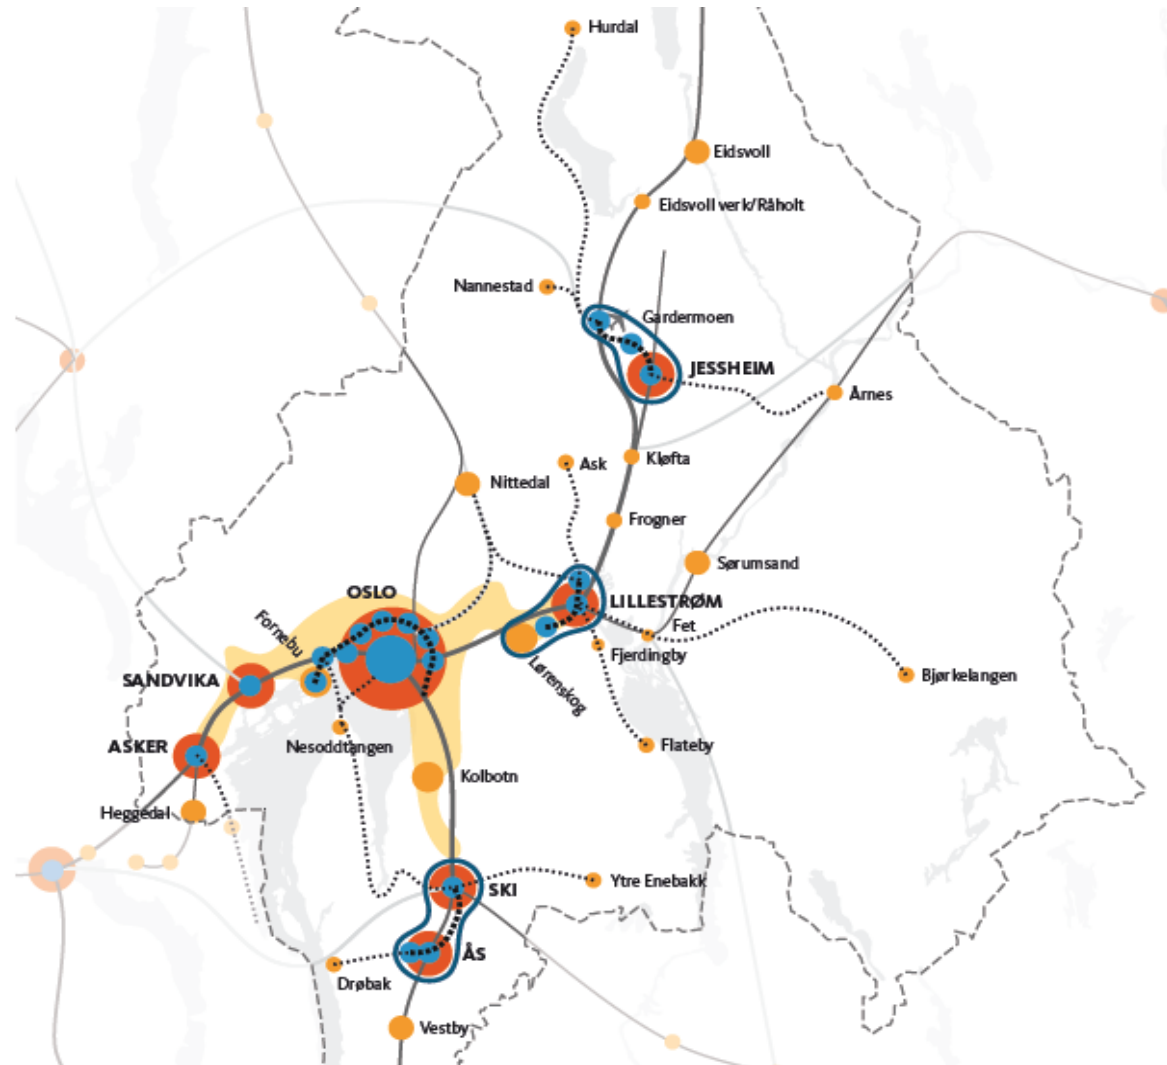 Hurdal
Eidsvoll
Eidsvoll verk/Råholt
Nannestad
Gardermoen
JESSHEIM
Årnes
Ask
Kløfta
Nittedal
Frogner
Sørumsand
OSLO
LILLESTRØM
Fornebu
Fet
Fjerdingby
Lørenskog
SANDVIKA
Bjørkelangen
ASKER
Nesoddtangen
Flateby
Kolbotn
Heggedal
Ytre Enebakk
SKI
ÅS
Drøbak
Vestby